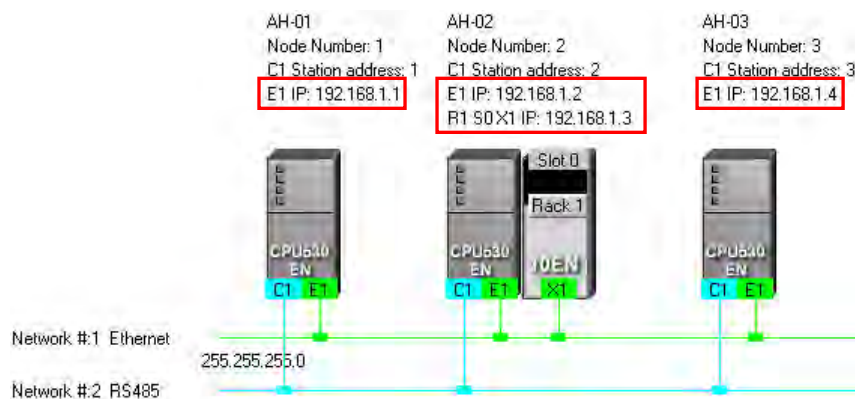 AH-01
Node Number: 1
C1 Station address: 1
E1 IP: 192.168.1.1
AH-02
Node Number: 2
C1 Station address: 2
E1 IP: 192.168.1.2
R1 S0 X1 IP: 192.168.1.3
AH-03
Node Number: 3
C1 Station address: 3
E1 IP: 192.168.1.4
CPU530
EN
C1 E1
CPU530
EN
C1 E1
Slot 0
Rack 1
10EN
X1
CPU530
EN
C1 E1
Network #:1 Ethernet
255.255.255.0
Network #:2 RS485